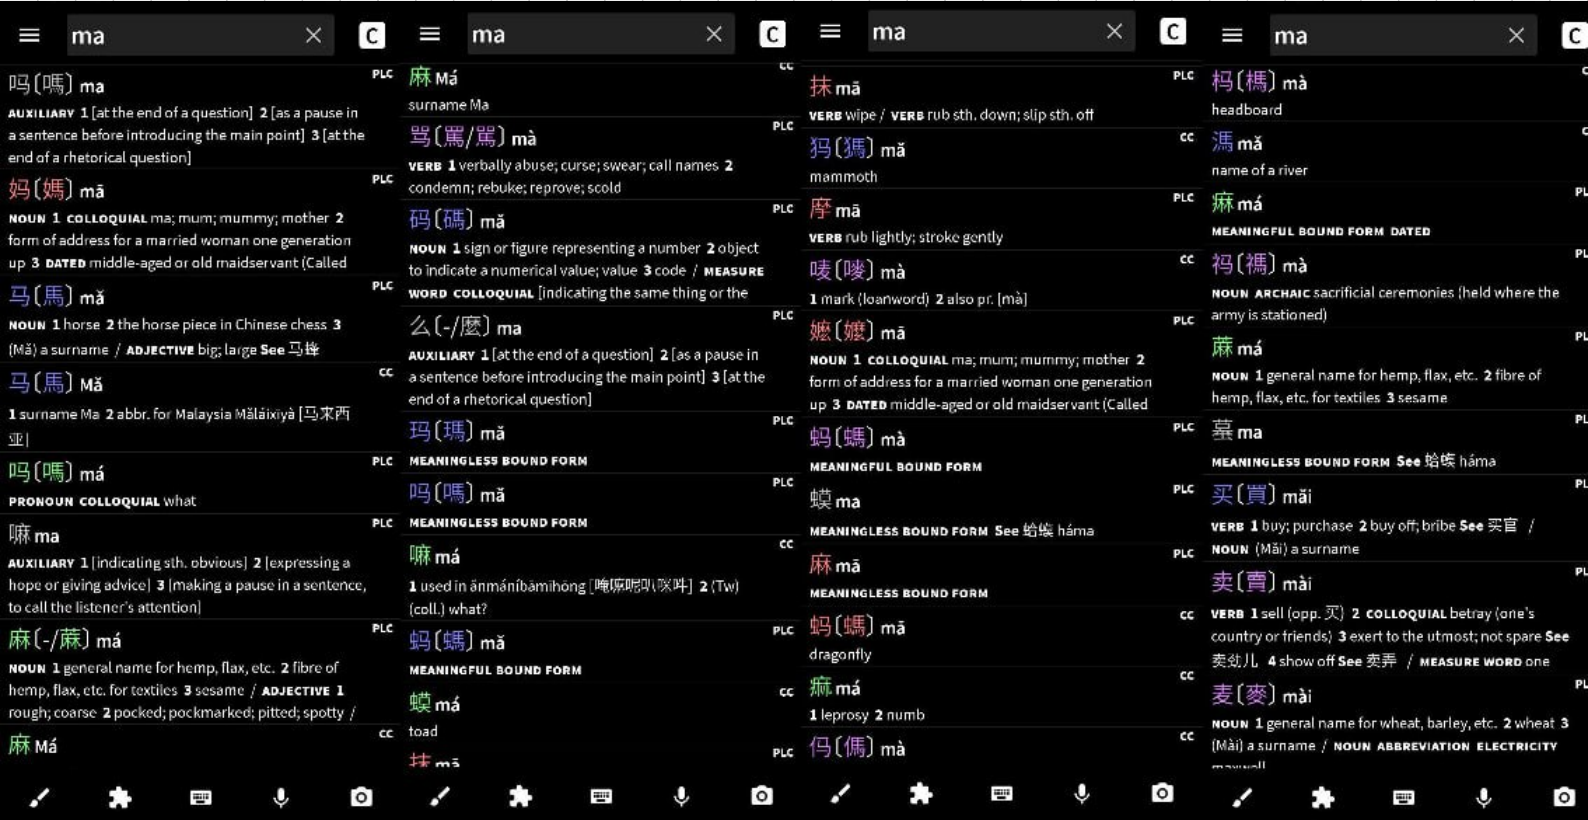 ma
C
吗〔嗎〕 ma
PLC
AUXILIARY 1 [at the end of a question] 2 [as a pause in
a sentence before introducing the main point] 3 [at the
end of a rhetorical question]
妈〔媽〕 mā
PLC
NOUN 1 COLLOQUIAL ma; mum; mummy; mother 2
form of address for a married woman one generation
up 3 DATED middle-aged or old maidservant (Called
马〔馬〕 mǎ
PLC
NOUN 1 horse 2 the horse piece in Chinese chess 3
(Mǎ) a surname / ADJECTIVE big; large See 马蜂
马〔馬〕 Mǎ
CC
1 surname Ma 2 abbr. for Malaysia Mǎláixīyà [马来西
亚]
吗〔嗎〕 má
PLC
PRONOUN COLLOQUIAL what
嘛 ma
PLC
AUXILIARY 1 [indicating sth. obvious] 2 [expressing a
hope or giving advice] 3 [making a pause in a sentence,
to call the listener's attention]
麻〔-/蔴〕 má
PLC
NOUN 1 general name for hemp, flax, etc. 2 fibre of
hemp, flax, etc. for textiles 3 sesame / ADJECTIVE 1
rough; coarse 2 pocked; pockmarked; pitted; spotty /
麻 Má
CC
ma
C
麻 Má
CC
surname Ma
骂〔罵/駡〕 mà
PLC
VERB 1 verbally abuse; curse; swear; call names 2
condemn; rebuke; reprove; scold
码〔碼〕 mǎ
PLC
NOUN 1 sign or figure representing a number 2 object
to indicate a numerical value; value 3 code / MEASURE
WORD COLLOQUIAL [indicating the same thing or the
么〔-/麽〕 ma
PLC
AUXILIARY 1 [at the end of a question] 2 [as a pause in
a sentence before introducing the main point] 3 [at the
end of a rhetorical question]
玛〔瑪〕 mǎ
PLC
MEANINGLESS BOUND FORM
吗〔嗎〕 mǎ
PLC
MEANINGLESS BOUND FORM
嘛 má
CC
1 used in ǎnmáníbāmīhōng [唵嘛呢叭咪吽] 2 (Tw)
(coll.) what?
蚂〔螞〕 mǎ
PLC
MEANINGFUL BOUND FORM
蟆 má
CC
toad
抹 mā
PLC
ma
C
抹 mā
PLC
VERB wipe / VERB rub sth. down; slip sth. off
犸〔獁〕 mǎ
CC
mammoth
摩 mā
PLC
VERB rub lightly; stroke gently
唛〔嘜〕 mà
CC
1 mark (loanword) 2 also pr. [mà]
嬷〔嬤〕 mā
PLC
NOUN 1 COLLOQUIAL ma; mum; mummy; mother 2
form of address for a married woman one generation
up 3 DATED middle-aged or old maidservant (Called
蚂〔螞〕 mà
PLC
MEANINGFUL BOUND FORM
蟆 ma
PLC
MEANINGLESS BOUND FORM See 蛤蟆 háma
麻 mā
PLC
MEANINGLESS BOUND FORM
蚂〔螞〕 mā
CC
dragonfly
痲 má
CC
1 leprosy 2 numb
㐷〔傌〕 mà
CC
ma
C
杩〔榪〕 mà
C
headboard
溤 mǎ
C
name of a river
痳 má
PL
MEANINGFUL BOUND FORM DATED
祃〔禡〕 mà
PL
NOUN ARCHAIC sacrificial ceremonies (held where the
army is stationed)
蔴 má
PL
NOUN 1 general name for hemp, flax, etc. 2 fibre of
hemp, flax, etc. for textiles 3 sesame
ma
PL
MEANINGLESS BOUND FORM See 蛤蟆 háma
买〔買〕 mǎi
PL
VERB 1 buy; purchase 2 buy off; bribe See 买官 /
NOUN (Mǎi) a surname
卖〔賣〕 mài
PL
VERB 1 sell (opp. 买) 2 COLLOQUIAL betray (one's
country or friends) 3 exert to the utmost; not spare See
卖劲儿 4 show off See 卖弄 / MEASURE WORD one
麦〔麥〕 mài
PL
NOUN 1 general name for wheat, barley, etc. 2 wheat 3
(Mài) a surname / NOUN ABBREVIATION ELECTRICITY
maxwell